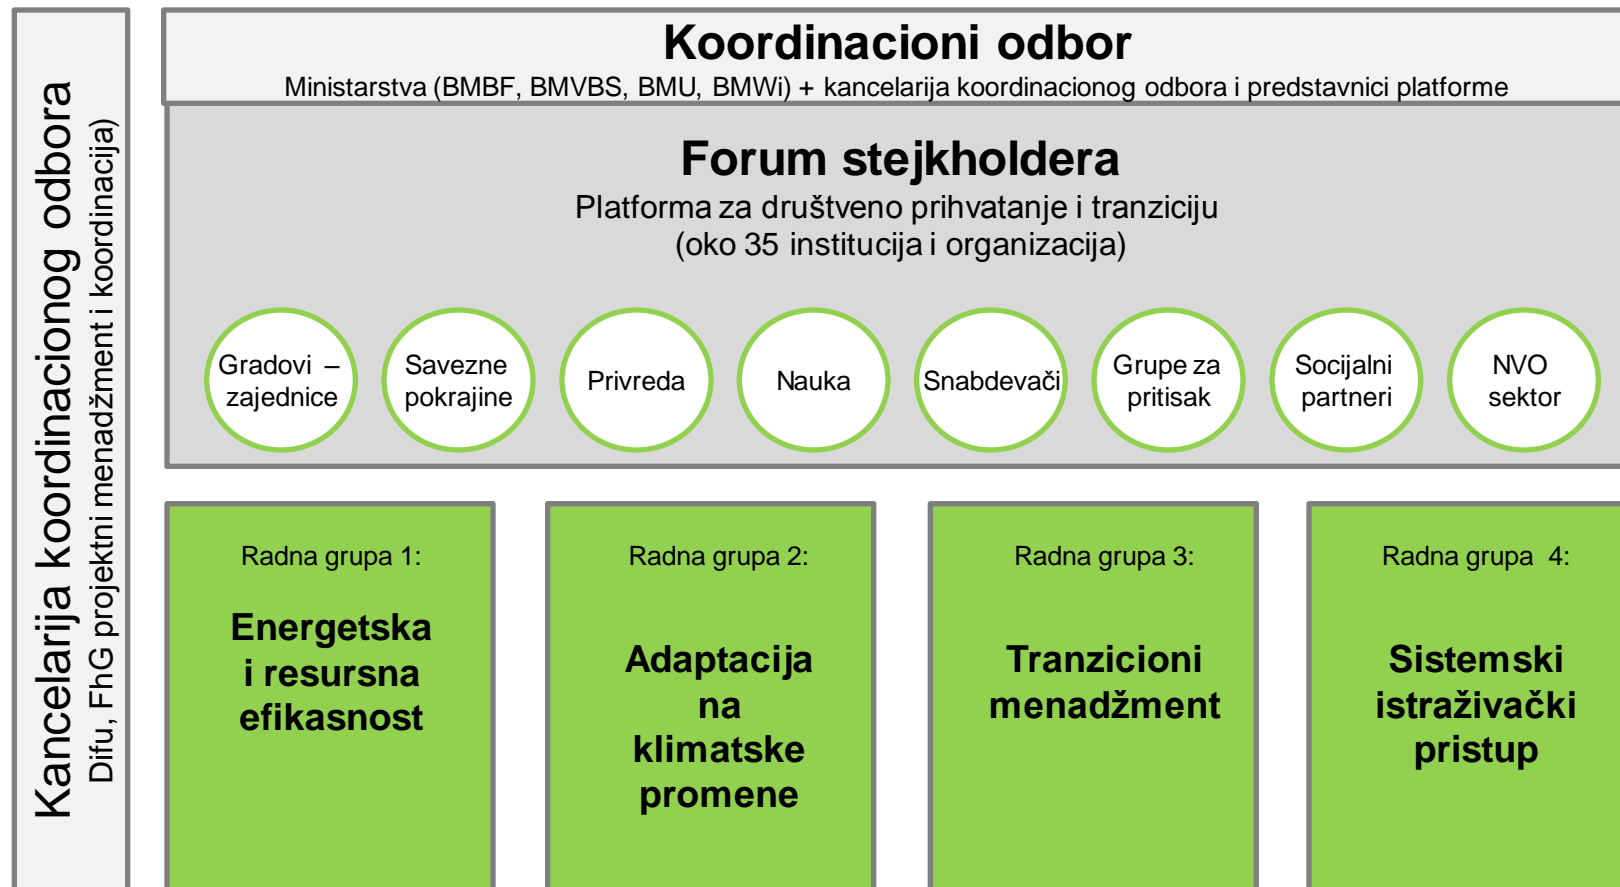 Kancelarija koordinacionog odbora
Difu, FhG projektni menadžment i koordinacija)
Koordinacioni odbor
Ministarstva (BMBF, BMVBS, BMU, BMWi) + kancelarija koordinacionog odbora i predstavnici platforme
Forum stejkholdera
Platforma za društveno prihvatanje i tranziciju
(oko 35 institucija i organizacija)
Gradovi –
zajednice
Savezne
pokrajine
Privreda
Nauka
Snabdevači
Grupe za
pritisak
Socijalni
partneri
NVO
sektor
Radna grupa 1:
Energetska
i resursna
efikasnost
Radna grupa 2:
Adaptacija
na
klimatske
promene
Radna grupa 3:
Tranzicioni
menadžment
Radna grupa 4:
Sistemski
istraživački
pristup